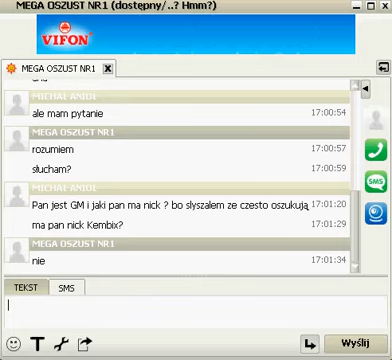 MEGA OSZUST NR1 (dostępny/..? Hmm?)
VIFON
MEGA OSZUST NR1
MICHAŁ ANIOŁ
ale mam pytanie 17:00:54
MEGA OSZUST NR1
rozumiem 17:00:57
słucham? 17:00:59
MICHAŁ ANIOŁ
Pan jest GM i jaki pan ma nick ? bo slyszalem ze czesto oszukują, 17:01:20
ma pan nick Kembix? 17:01:29
MEGA OSZUST NR1
nie 17:01:34
SMS
TEKST SMS
T Wyślij